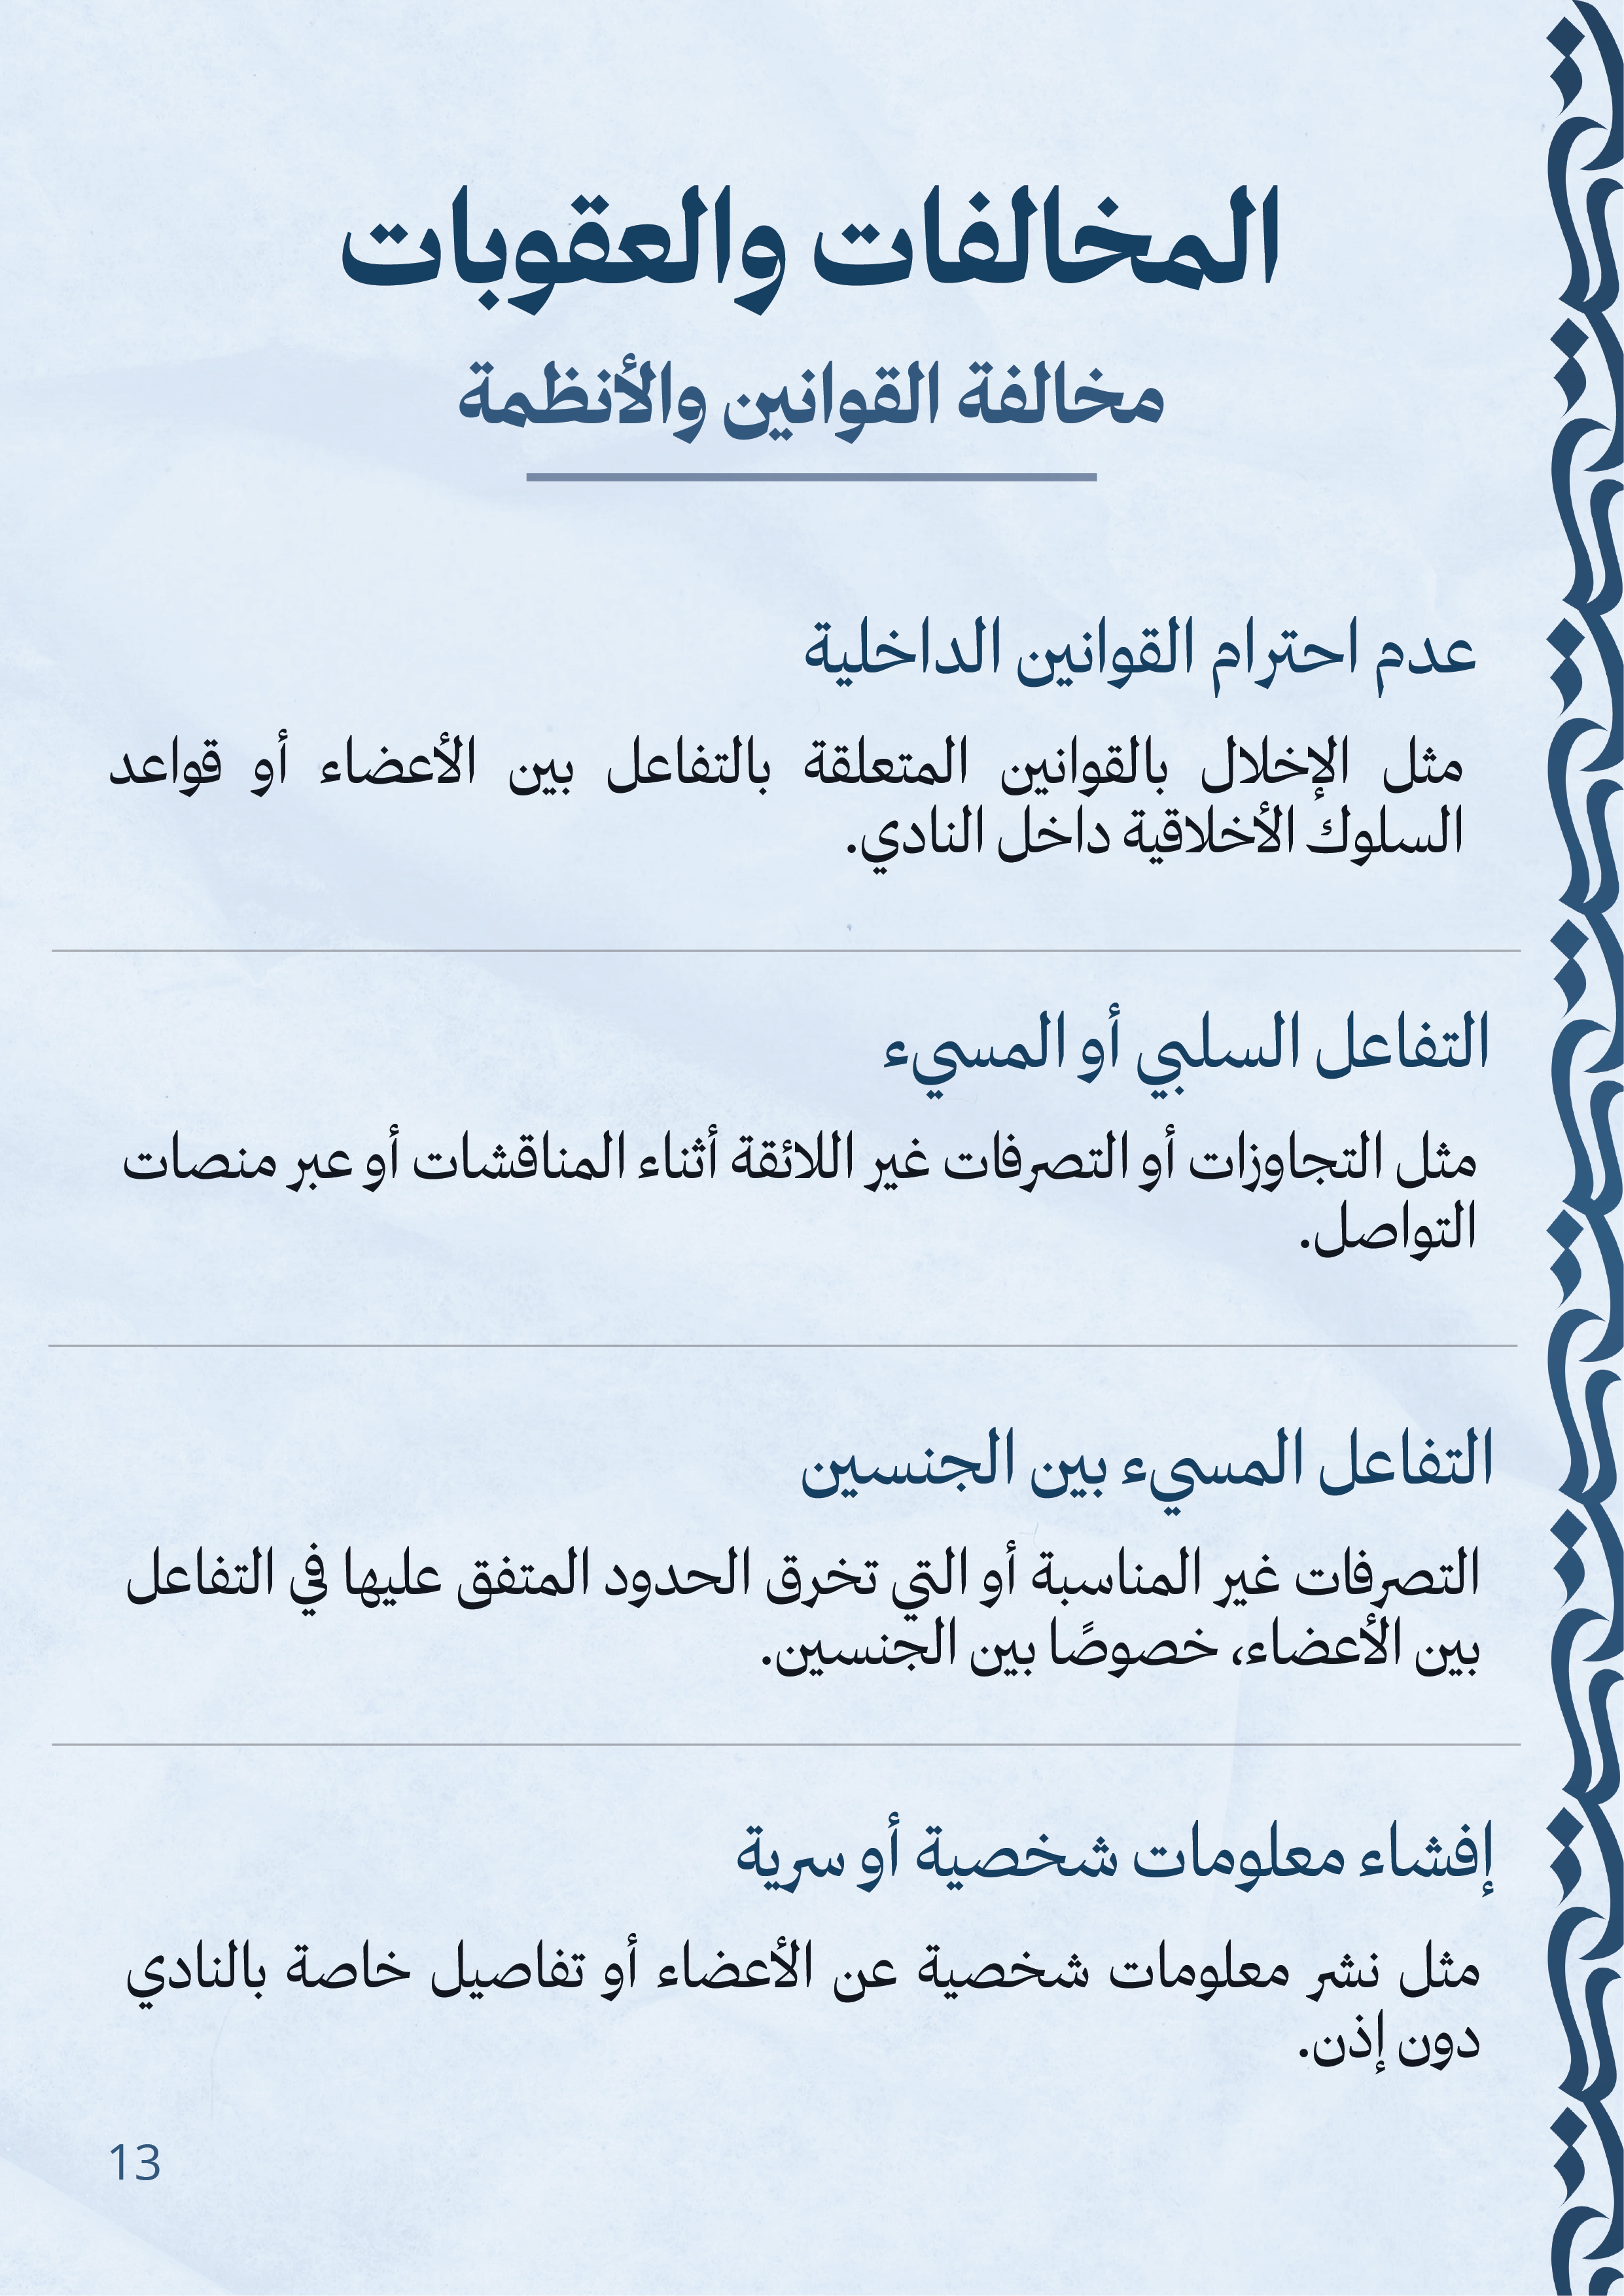 المخالفات والعقوبات
مخالفة القوانين والأنظمة
عدم احترام القوانين الداخلية
مثل الإخلال بالقوانين المتعلقة بالتفاعل بين الأعضاء أو قواعد
السلوك الأخلاقية داخل النادي.
التفاعل السلبي أو المسيء
مثل التجاوزات أو التصرفات غير اللائقة أثناء المناقشات أو عبر منصات
التواصل.
التفاعل المسيء بين الجنسين
التصرفات غير المناسبة أو التي تخرق الحدود المتفق عليها في التفاعل
بين الأعضاء، خصوصًا بين الجنسين.
إفشاء معلومات شخصية أو سرية
مثل نشر معلومات شخصية عن الأعضاء أو تفاصيل خاصة بالنادي
دون إذن.
13